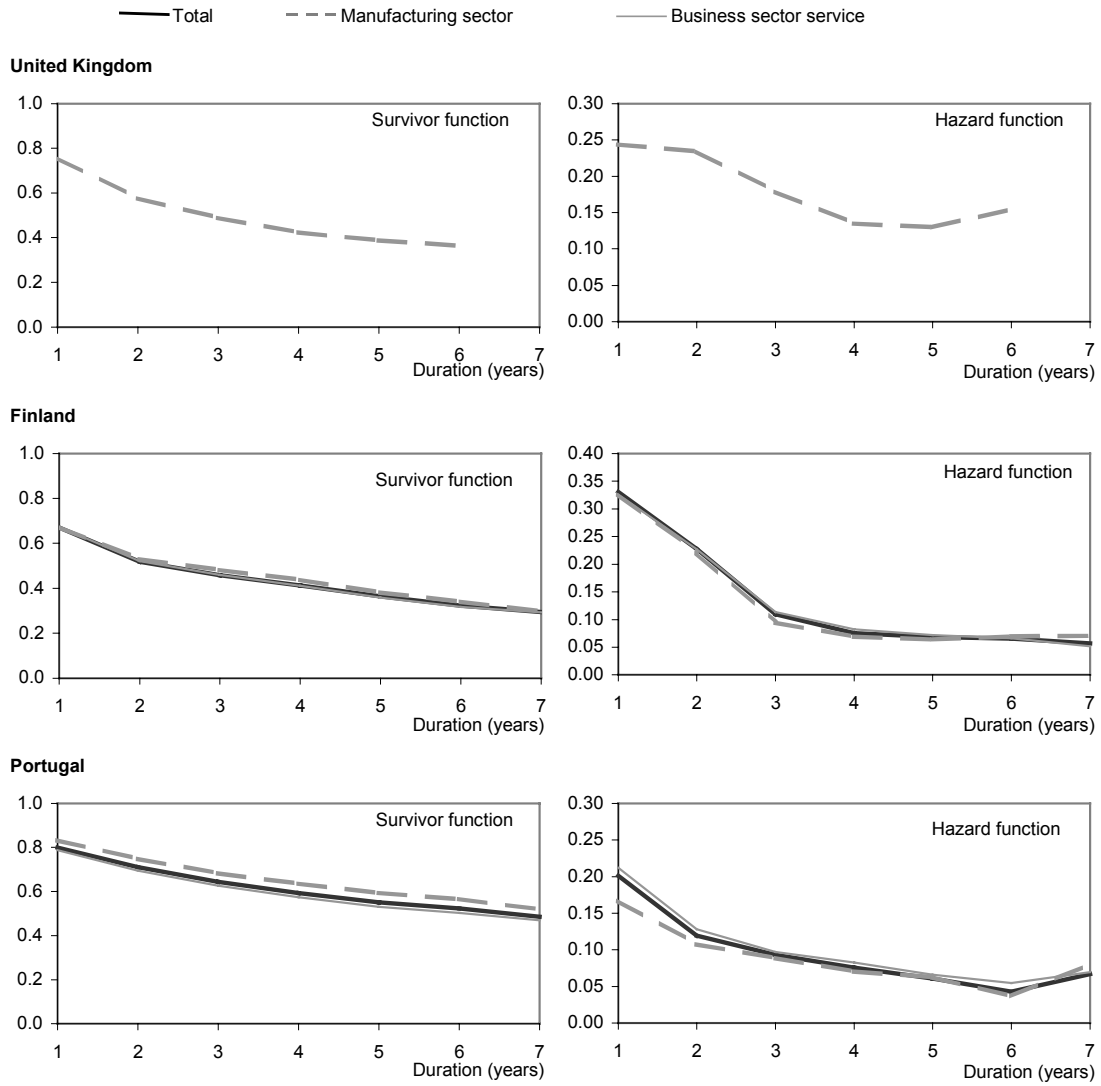 Total Manufacturing sector Business sector service
United Kingdom
Survivor function
1.0
0.8
0.6
0.4
0.2
0.0
1 2 3 4 5 6 7
Duration (years)
Hazard function
0.30
0.25
0.20
0.15
0.10
0.05
0.00
1 2 3 4 5 6 7
Duration (years)
Finland
Survivor function
1.0
0.8
0.6
0.4
0.2
0.0
1 2 3 4 5 6 7
Duration (years)
Hazard function
0.40
0.35
0.30
0.25
0.20
0.15
0.10
0.05
0.00
1 2 3 4 5 6 7
Duration (years)
Portugal
Survivor function
1.0
0.8
0.6
0.4
0.2
0.0
1 2 3 4 5 6 7
Duration (years)
Hazard function
0.30
0.25
0.20
0.15
0.10
0.05
0.00
1 2 3 4 5 6 7
Duration (years)